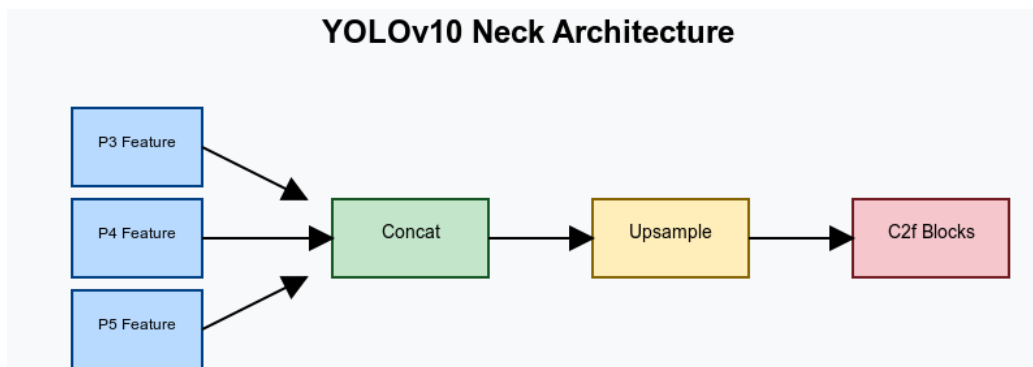 YOLOv10 Neck Architecture
P3 Feature
P4 Feature
Concat
Upsample
C2f Blocks
P5 Feature